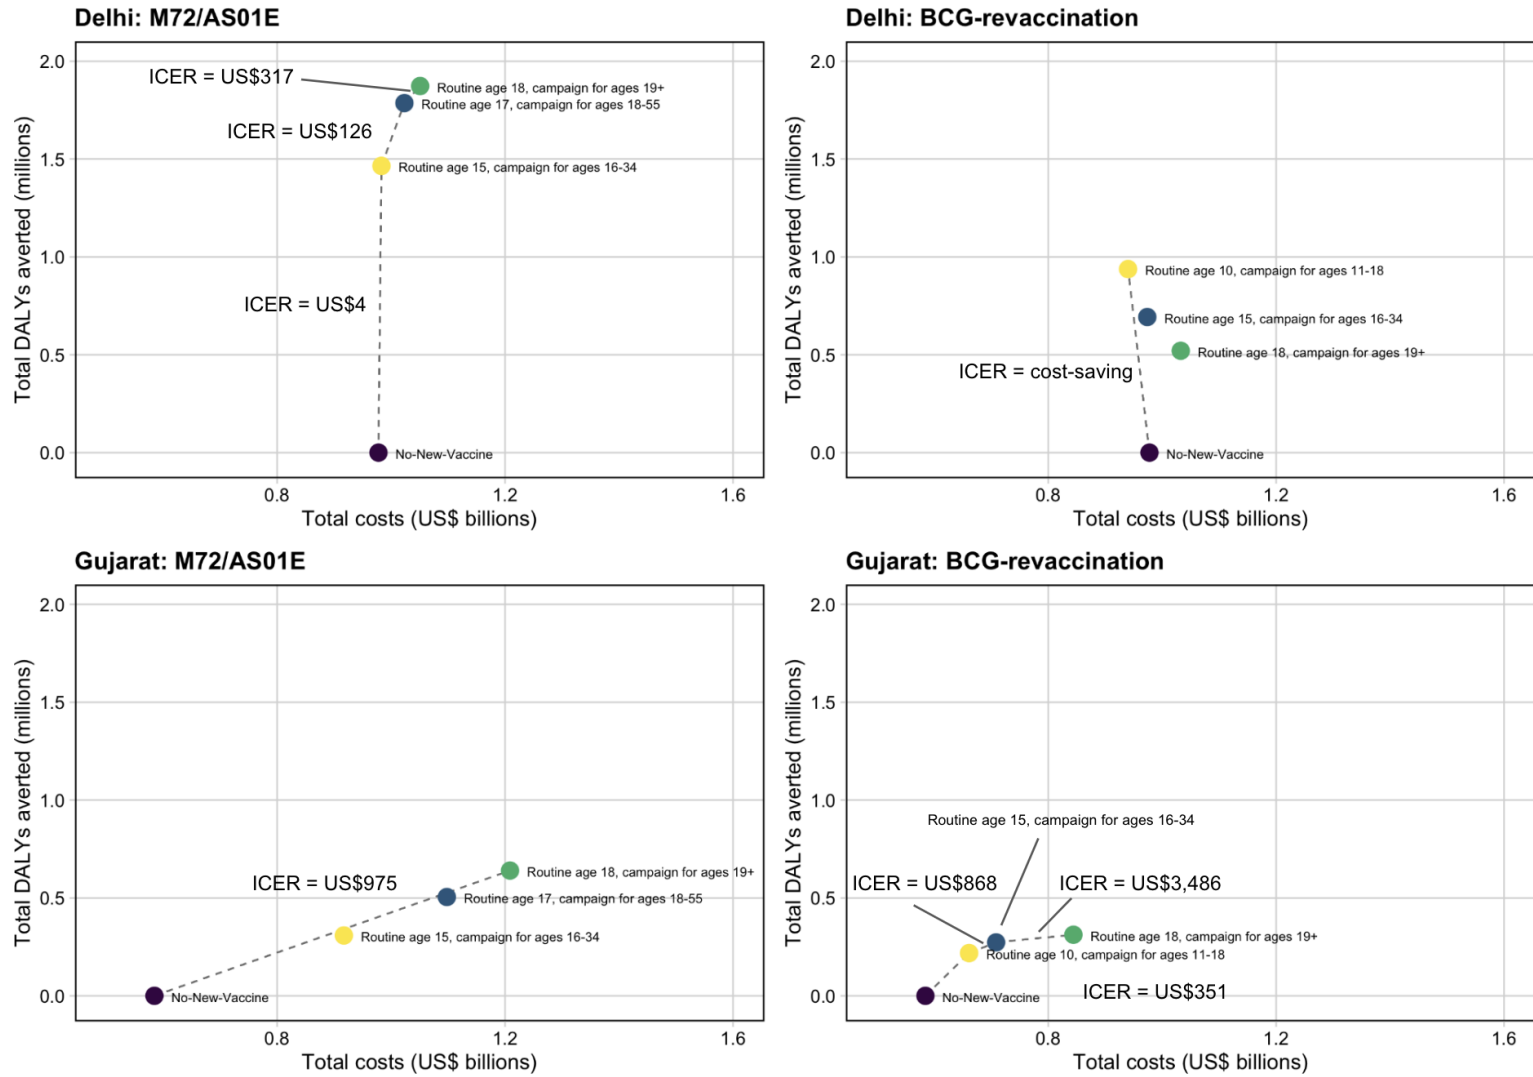 Delhi: M72/AS01E
2.0
1.5
1.0
0.5
0.0
Total DALYs averted (millions)
ICER = US$317
Routine age 18, campaign for ages 19+
Routine age 17, campaign for ages 18-55
ICER = US$126
Routine age 15, campaign for ages 16-34
ICER = US$4
No-New-Vaccine
0.8
1.2
1.6
Total costs (US$ billions)
Delhi: BCG-revaccination
2.0
1.5
1.0
0.5
0.0
Total DALYs averted (millions)
Routine age 10, campaign for ages 11-18
Routine age 15, campaign for ages 16-34
Routine age 18, campaign for ages 19+
ICER = cost-saving
No-New-Vaccine
0.8
1.2
1.6
Total costs (US$ billions)
Gujarat: M72/AS01E
2.0
1.5
1.0
0.5
0.0
Total DALYs averted (millions)
Routine age 18, campaign for ages 19+
ICER = US$975
Routine age 17, campaign for ages 18-55
Routine age 15, campaign for ages 16-34
No-New-Vaccine
0.8
1.2
1.6
Total costs (US$ billions)
Gujarat: BCG-revaccination
2.0
1.5
1.0
0.5
0.0
Total DALYs averted (millions)
Routine age 15, campaign for ages 16-34
ICER = US$868
ICER = US$3,486
Routine age 18, campaign for ages 19+
Routine age 10, campaign for ages 11-18
ICER = US$351
No-New-Vaccine
0.8
1.2
1.6
Total costs (US$ billions)